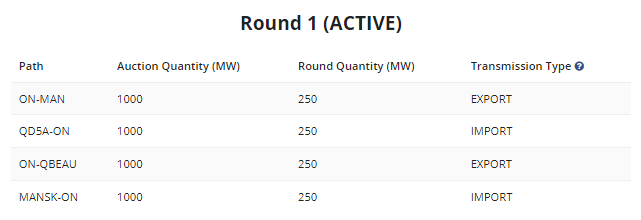 Round 1 (ACTIVE)
Path Auction Quantity (MW) Round Quantity (MW) Transmission Type ?
ON-MAN 1000 250 EXPORT
QD5A-ON 1000 250 IMPORT
ON-QBEAU 1000 250 EXPORT
MANSK-ON 1000 250 IMPORT